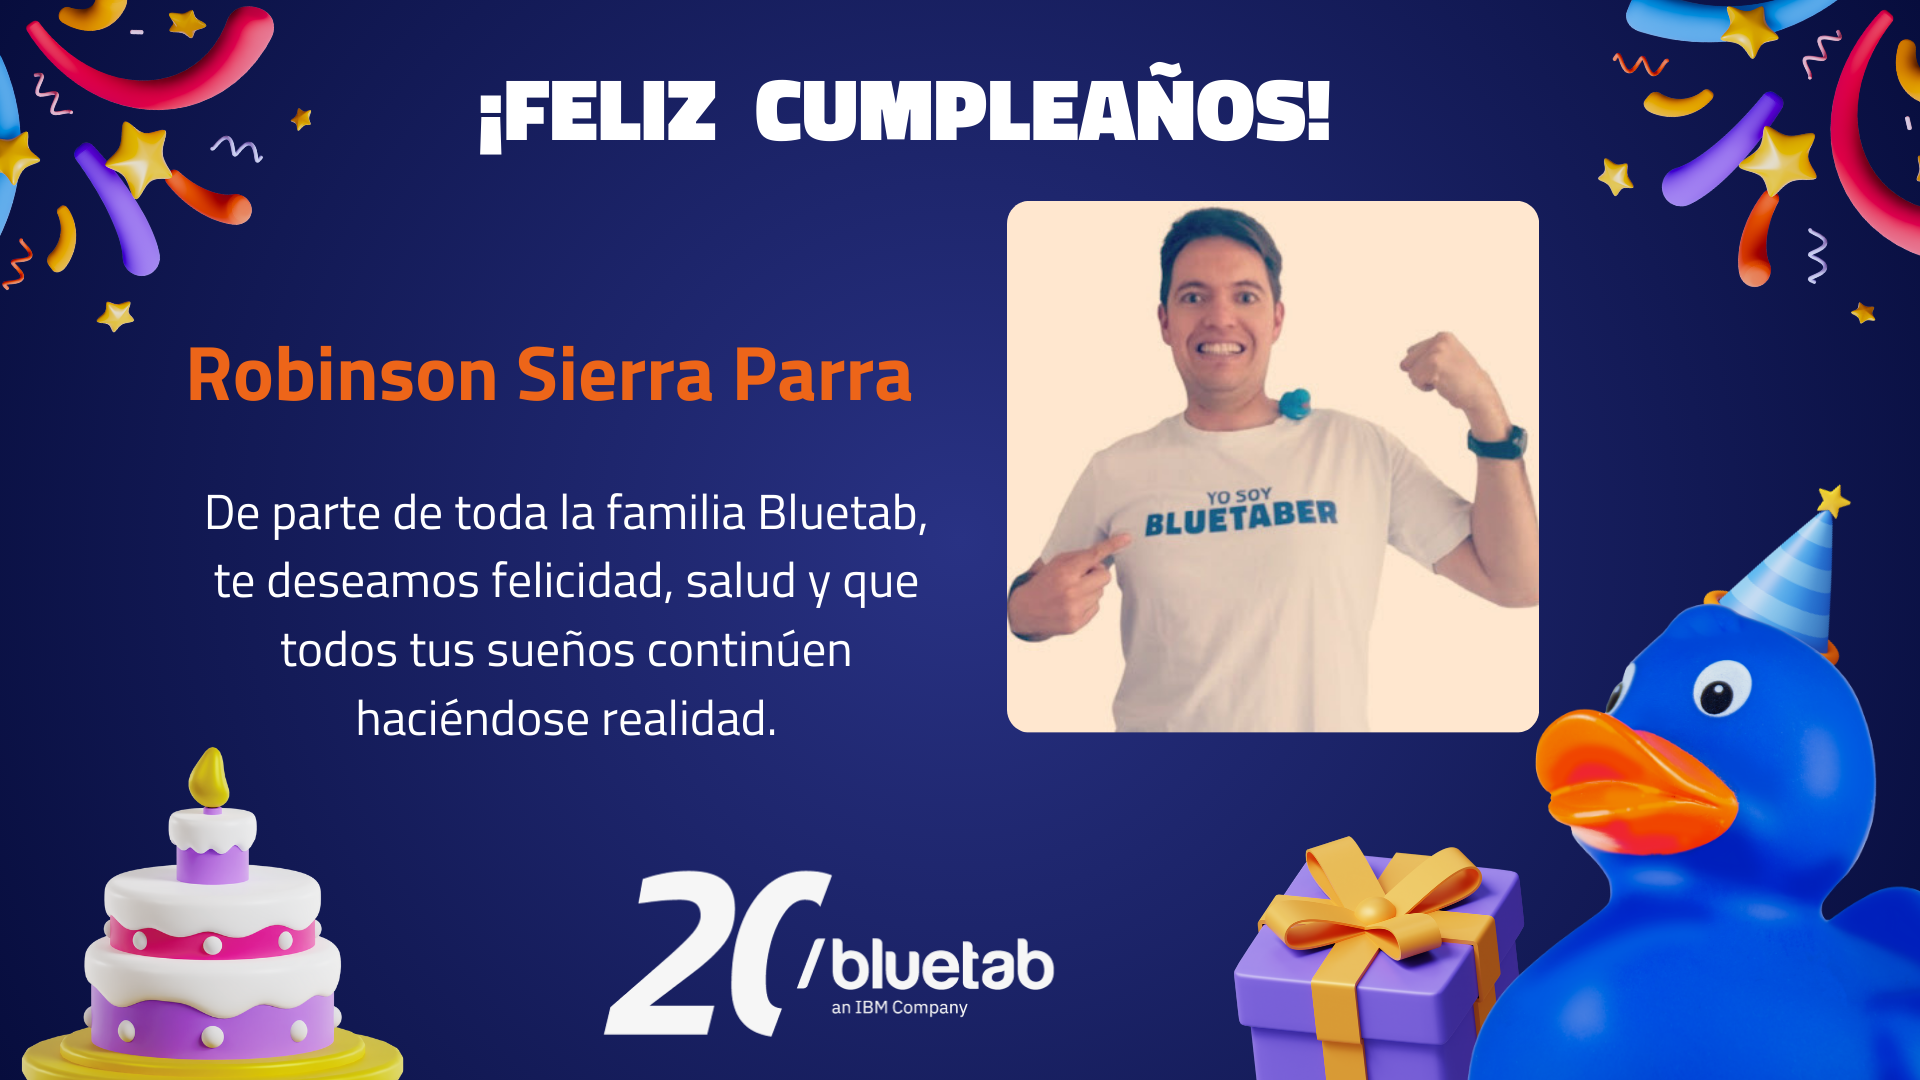 ¡FELIZ CUMPLEAÑOS!
Robinson Sierra Parra
De parte de toda la familia Bluetab,
te deseamos felicidad, salud y que
todos tus sueños continúen
haciéndose realidad.
YO SOY
BLUETABER
20/bluetab
an IBM Company